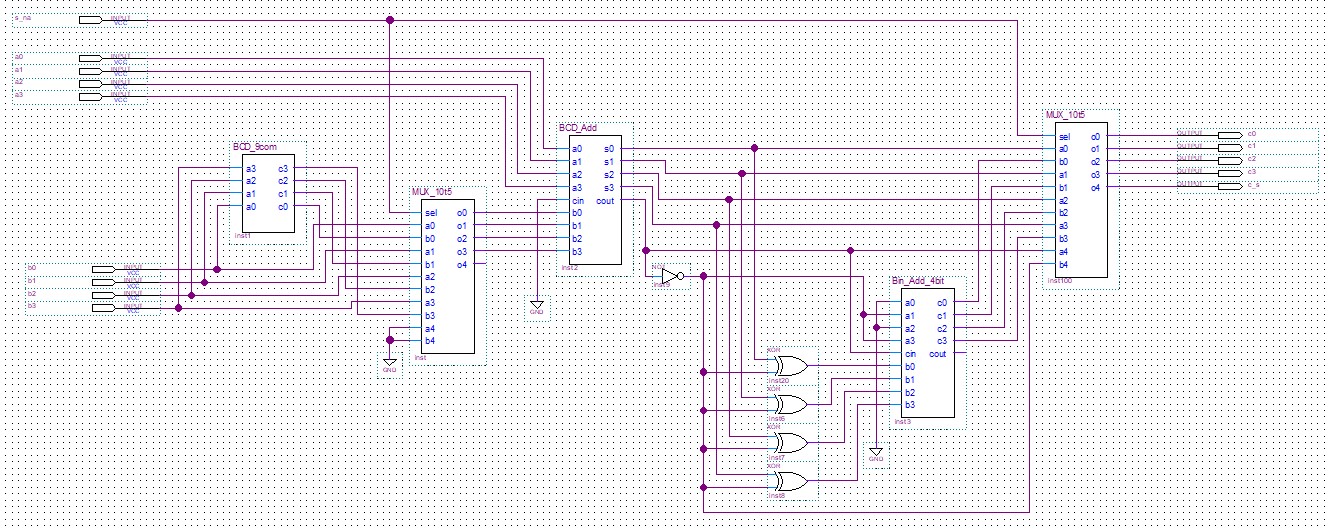 s_na INPUT VCC
a0 INPUT VCC
a1 INPUT VCC
a2 INPUT VCC
a3 INPUT VCC
b0 INPUT VCC
b1 INPUT VCC
b2 INPUT VCC
b3 INPUT VCC
BCD_9com
a3 c3
a2 c2
a1 c1
a0 c0
inst1
MUX_10t5
sel o0
a0 o1
b0 o2
a1 o3
b1 o4
a2
b2
a3
b3
a4
b4
inst
GND
BCD_Add
a0 s0
a1 s1
a2 s2
a3 s3
cin cout
b0
b1
b2
b3
inst2
GND
NOT
inst9
XOR
inst20
XOR
inst6
XOR
inst7
XOR
inst8
Bin_Add_4bit
a0 c0
a1 c1
a2 c2
a3 c3
cin cout
b0
b1
b2
b3
inst3
GND
MUX_10t5
sel o0
a0 o1
b0 o2
a1 o3
b1 o4
a2
b2
a3
b3
a4
b4
inst100
OUTPUT c0
OUTPUT c1
OUTPUT c2
OUTPUT c3
OUTPUT c_s